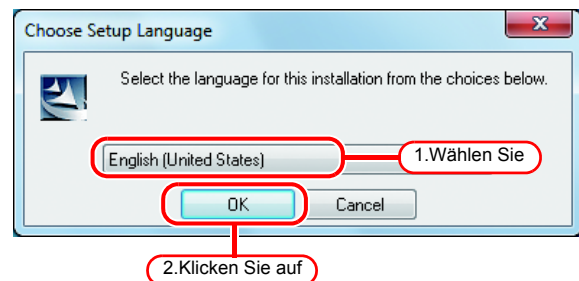 Choose Setup Language
Select the language for this installation from the choices below.
English (United States)
1.Wählen Sie
OK
Cancel
2.Klicken Sie auf